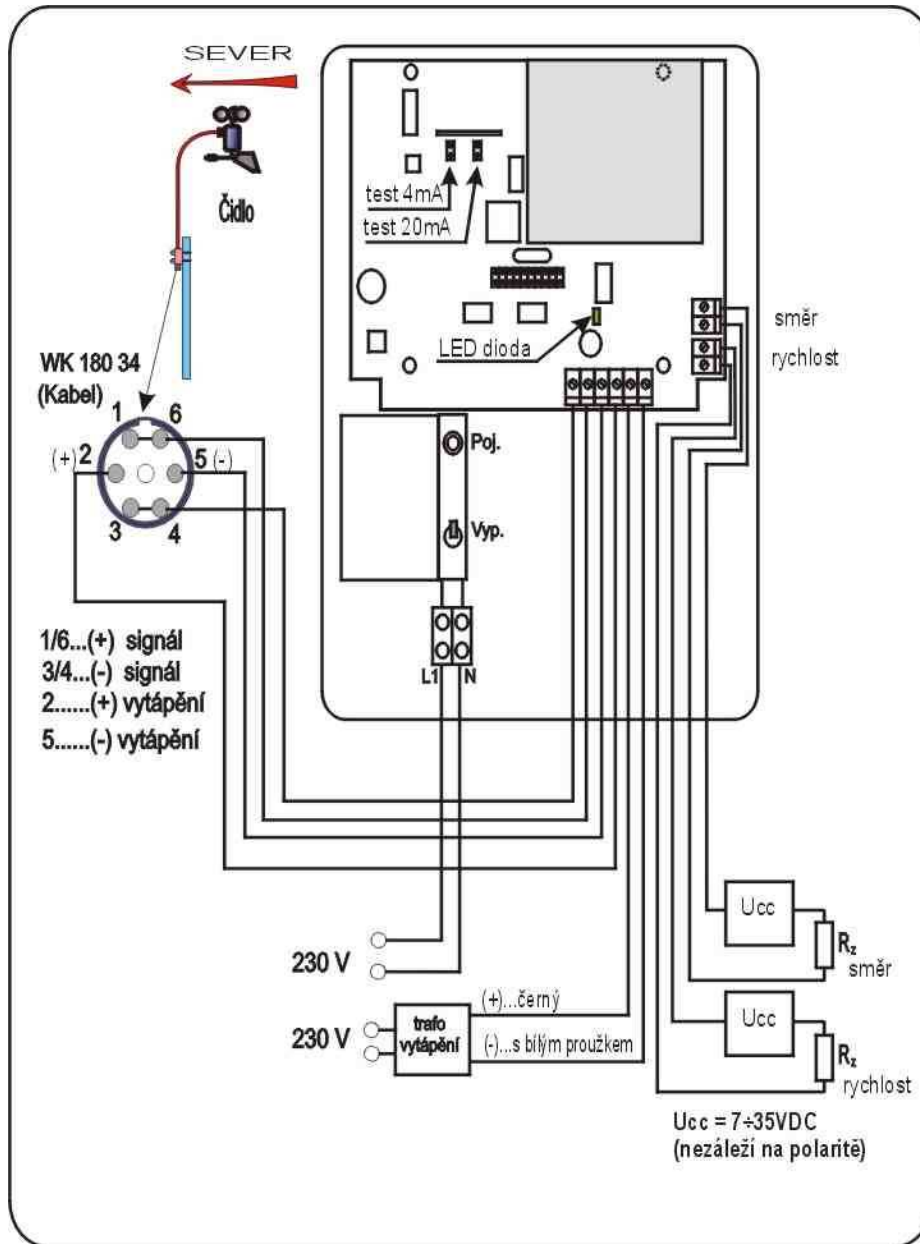 SEVER
Čidlo
test 4mA
test 20mA
LED dioda
směr
rychlost
WK 180 34
(Kabel)
1 6
(+) 2 5 (-)
3 4
Poj.
Vyp.
L1 N
1/6...(+) signál
3/4...(-) signál
2......(+) vytápění
5......(-) vytápění
230 V
230 V
trafo
vytápění
(+)...černý
(-)...s bílým proužkem
Ucc
Rz
směr
Ucc
Rz
rychlost
Ucc = 7÷35VDC
(nezáleží na polaritě)